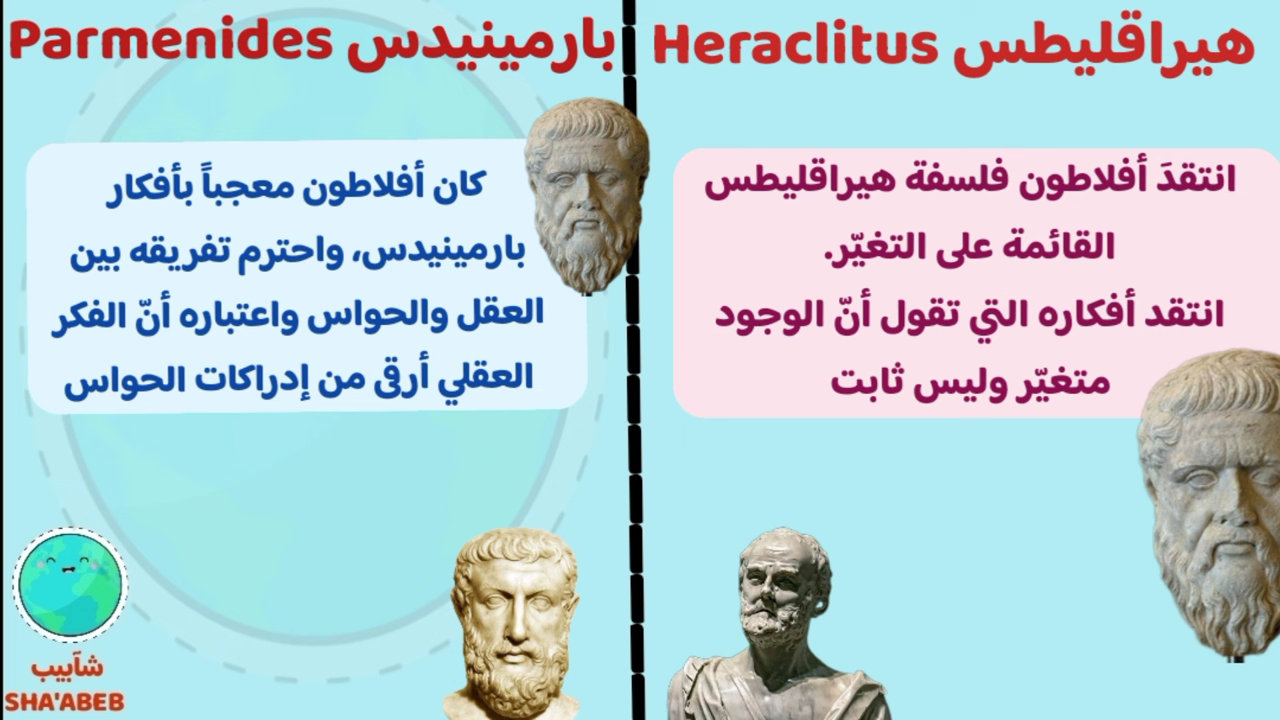 هيراقليطس Heraclitus
انتقدَ أفلاطون فلسفة هيراقليطس
القائمة على التغيّر.
انتقد أفكاره التي تقول أنّ الوجود
متغيّر وليس ثابت
بارمينيدس Parmenides
كان أفلاطون معجباً بأفكار
بارمينيدس، واحترم تفريقه بين
العقل والحواس واعتباره أنّ الفكر
العقلي أرقى من إدراكات الحواس
شآبيب
SHA'ABEB